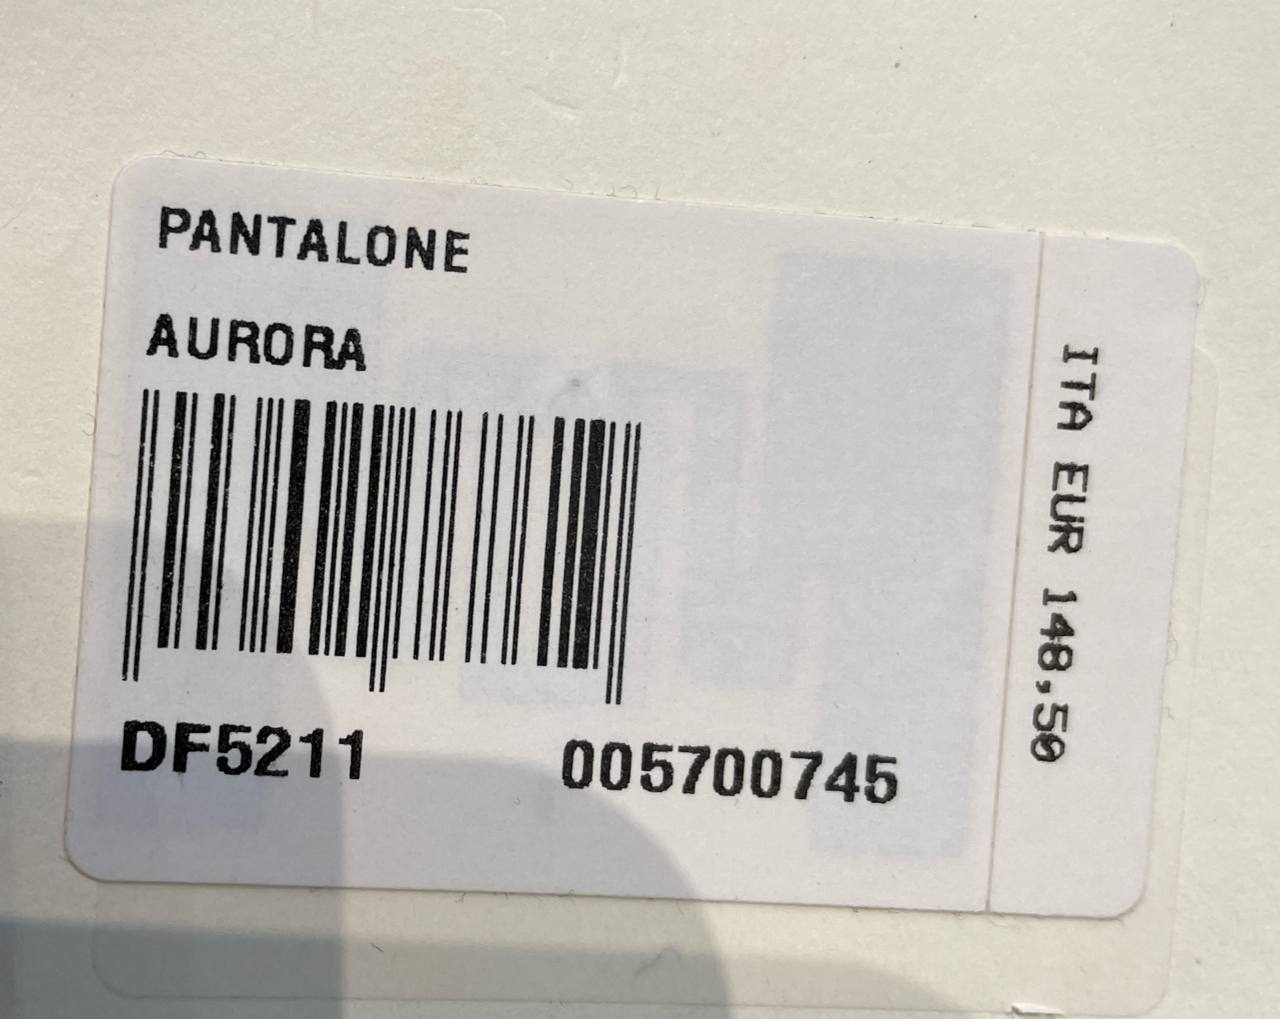 PANTALONE
AURORA
DF5211 005700745
ITA EUR 148,50